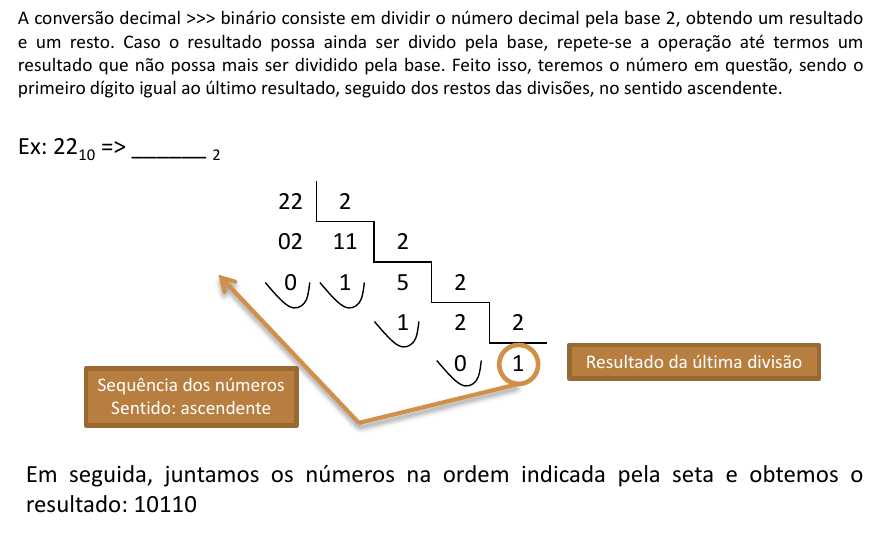 A conversão decimal >>> binário consiste em dividir o número decimal pela base 2, obtendo um resultado
e um resto. Caso o resultado possa ainda ser divido pela base, repete-se a operação até termos um
resultado que não possa mais ser dividido pela base. Feito isso, teremos o número em questão, sendo o
primeiro dígito igual ao último resultado, seguido dos restos das divisões, no sentido ascendente.
Ex: 22₁₀ => ______ ₂
22 2
02 11 2
0 1 5 2
1 2 2
0 1
Resultado da última divisão
Sequência dos números
Sentido: ascendente
Em seguida, juntamos os números na ordem indicada pela seta e obtemos o
resultado: 10110